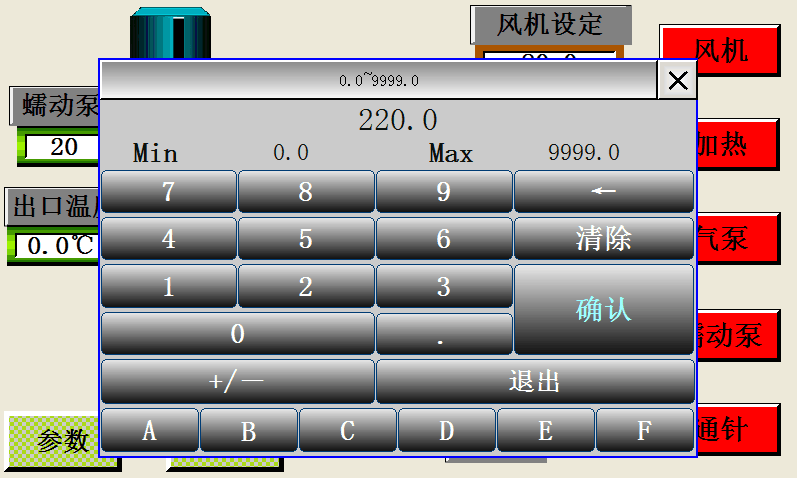 风机设定
风机
0.0~9999.0
蠕动泵
220.0
20
Min 0.0 Max 9999.0
加热
7 8 9 ←
出口温度
4 5 6 清除
0.0℃
气泵
1 2 3
确认
0 .
蠕动泵
+/— 退出
A B C D E F
参数
通针